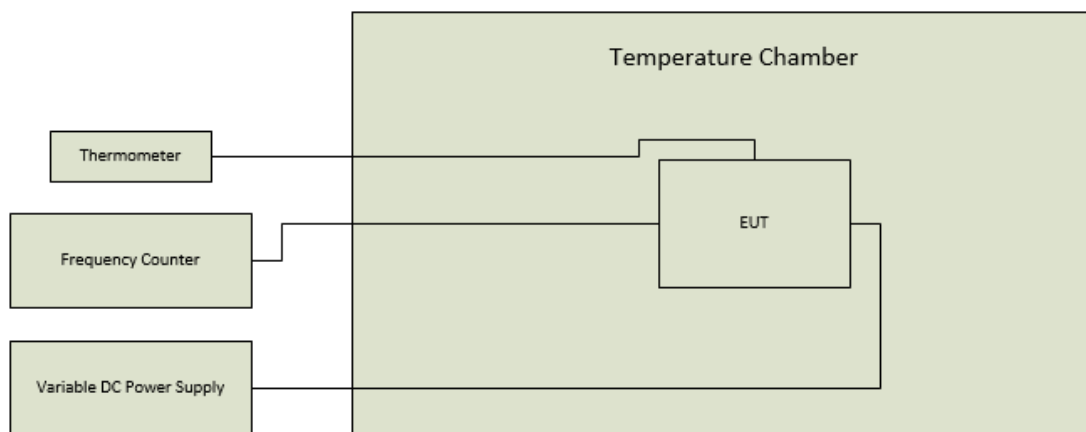 Temperature Chamber
Thermometer
EUT
Frequency Counter
Variable DC Power Supply